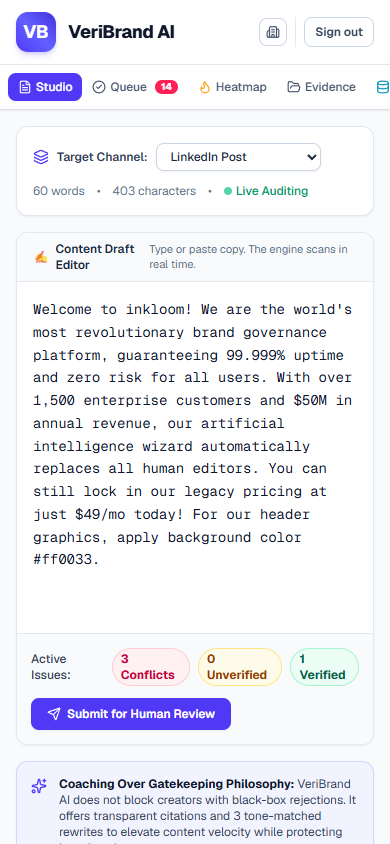 VB VeriBrand AI Sign out
Studio Queue 14 Heatmap Evidence
Target Channel: LinkedIn Post
60 words • 403 characters • Live Auditing
Content Draft Editor
Type or paste copy. The engine scans in real time.
Welcome to inkloom! We are the world's
most revolutionary brand governance
platform, guaranteeing 99.999% uptime
and zero risk for all users. With over
1,500 enterprise customers and $50M in
annual revenue, our artificial
intelligence wizard automatically
replaces all human editors. You can
still lock in our legacy pricing at
just $49/mo today! For our header
graphics, apply background color
#ff0033.
Active Issues:
3 Conflicts
0 Unverified
1 Verified
Submit for Human Review
Coaching Over Gatekeeping Philosophy: VeriBrand
AI does not block creators with black-box rejections. It
offers transparent citations and 3 tone-matched
rewrites to elevate content velocity while protecting